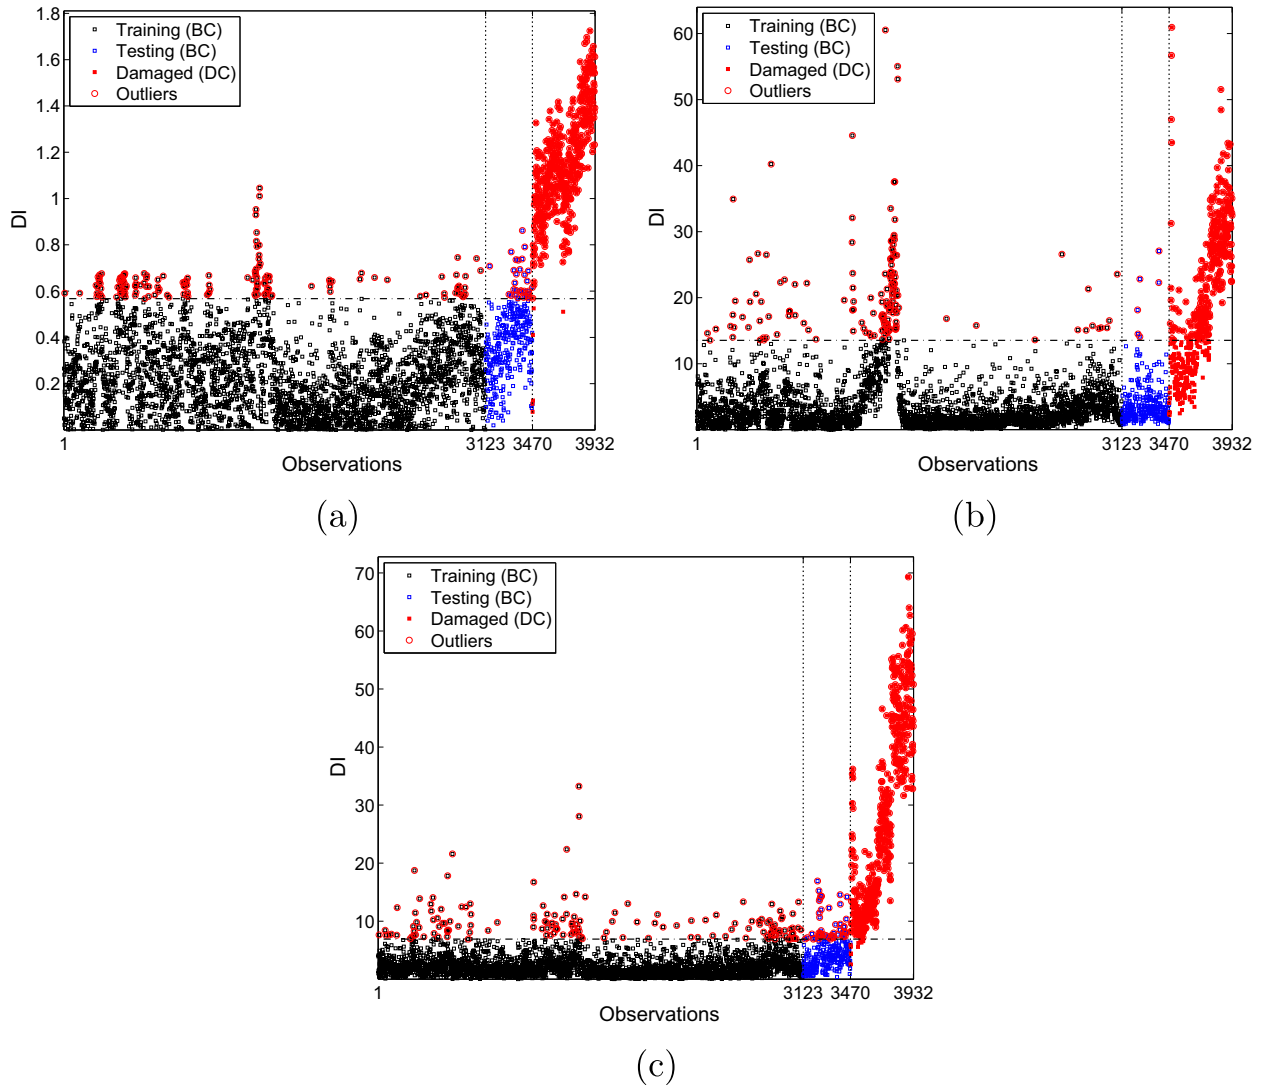 1.8
1.6
1.4
1.2
1
0.8
0.6
0.4
0.2
DI
Training (BC)
Testing (BC)
Damaged (DC)
Outliers
1
3123 3470
3932
Observations
(a)
60
50
40
30
20
10
DI
Training (BC)
Testing (BC)
Damaged (DC)
Outliers
1
3123 3470
3932
Observations
(b)
70
60
50
40
30
20
10
DI
Training (BC)
Testing (BC)
Damaged (DC)
Outliers
1
3123 3470
3932
Observations
(c)